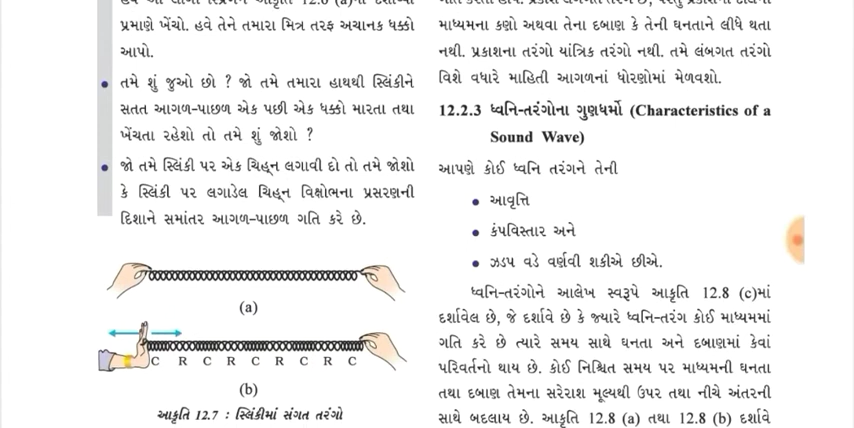 પ્રમાણે ખેંચો. હવે તેને તમારા મિત્ર તરફ અચાનક ધક્કો
આપો.
• તમે શું જુઓ છો ? જો તમે તમારા હાથથી સ્લિંકીને
સતત આગળ-પાછળ એક પછી એક ધક્કો મારતા તથા
ખેંચતા રહેશો તો તમે શું જોશો ?
• જો તમે સ્લિંકી પર એક ચિહ્ન લગાવી દો તો તમે જોશો
કે સ્લિંકી પર લગાડેલ ચિહ્ન વિક્ષોભના પ્રસરણની
દિશાને સમાંતર આગળ-પાછળ ગતિ કરે છે.
(a)
C R C R C R C R C
(b)
આકૃતિ 12.7 : સ્લિંકીમાં સંગત તરંગો
માધ્યમના કણો અથવા તેના દબાણ કે તેની ઘનતાને લીધે થતા
નથી. પ્રકાશના તરંગો યાંત્રિક તરંગો નથી. તમે લંબગત તરંગો
વિશે વધારે માહિતી આગળનાં ધોરણોમાં મેળવશો.
12.2.3 ધ્વનિ-તરંગોના ગુણધર્મો (Characteristics of a
Sound Wave)
આપણે કોઈ ધ્વનિ તરંગને તેની
• આવૃત્તિ
• કંપવિસ્તાર અને
• ઝડપ વડે વર્ણવી શકીએ છીએ.
ધ્વનિ-તરંગોને આલેખ સ્વરૂપે આકૃતિ 12.8 (c)માં
દર્શાવેલ છે, જે દર્શાવે છે કે જ્યારે ધ્વનિ-તરંગ કોઈ માધ્યમમાં
ગતિ કરે છે ત્યારે સમય સાથે ઘનતા અને દબાણમાં કેવાં
પરિવર્તનો થાય છે. કોઈ નિશ્ચિત સમય પર માધ્યમની ઘનતા
તથા દબાણ તેમના સરેરાશ મૂલ્યથી ઉપર તથા નીચે અંતરની
સાથે બદલાય છે. આકૃતિ 12.8 (a) તથા 12.8 (b) દર્શાવે